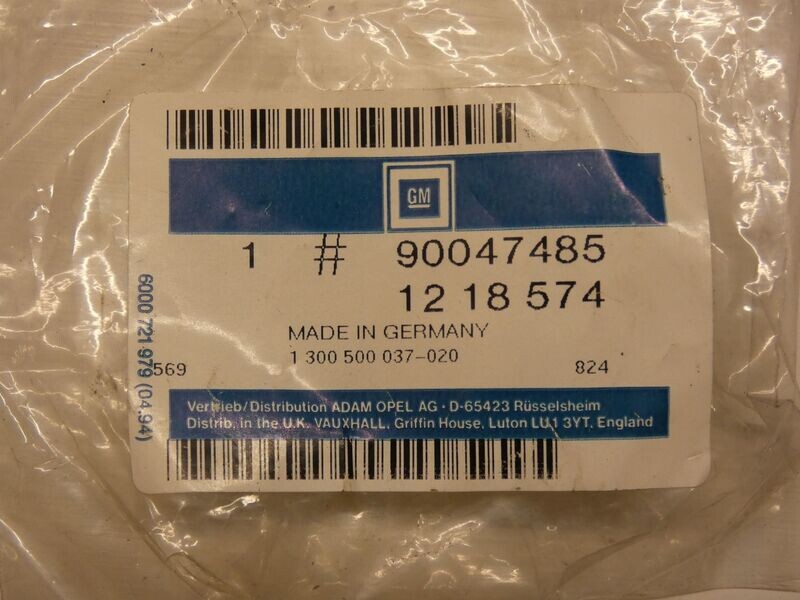 GM
1 # 90047485
12 18 574
MADE IN GERMANY
1 300 500 037-020
569 824
Vertrieb/Distribution ADAM OPEL AG · D-65423 Rüsselsheim
Distrib. in the U.K. VAUXHALL, Griffin House, Luton LU1 3YT, England
6000 721 979 (04.94)